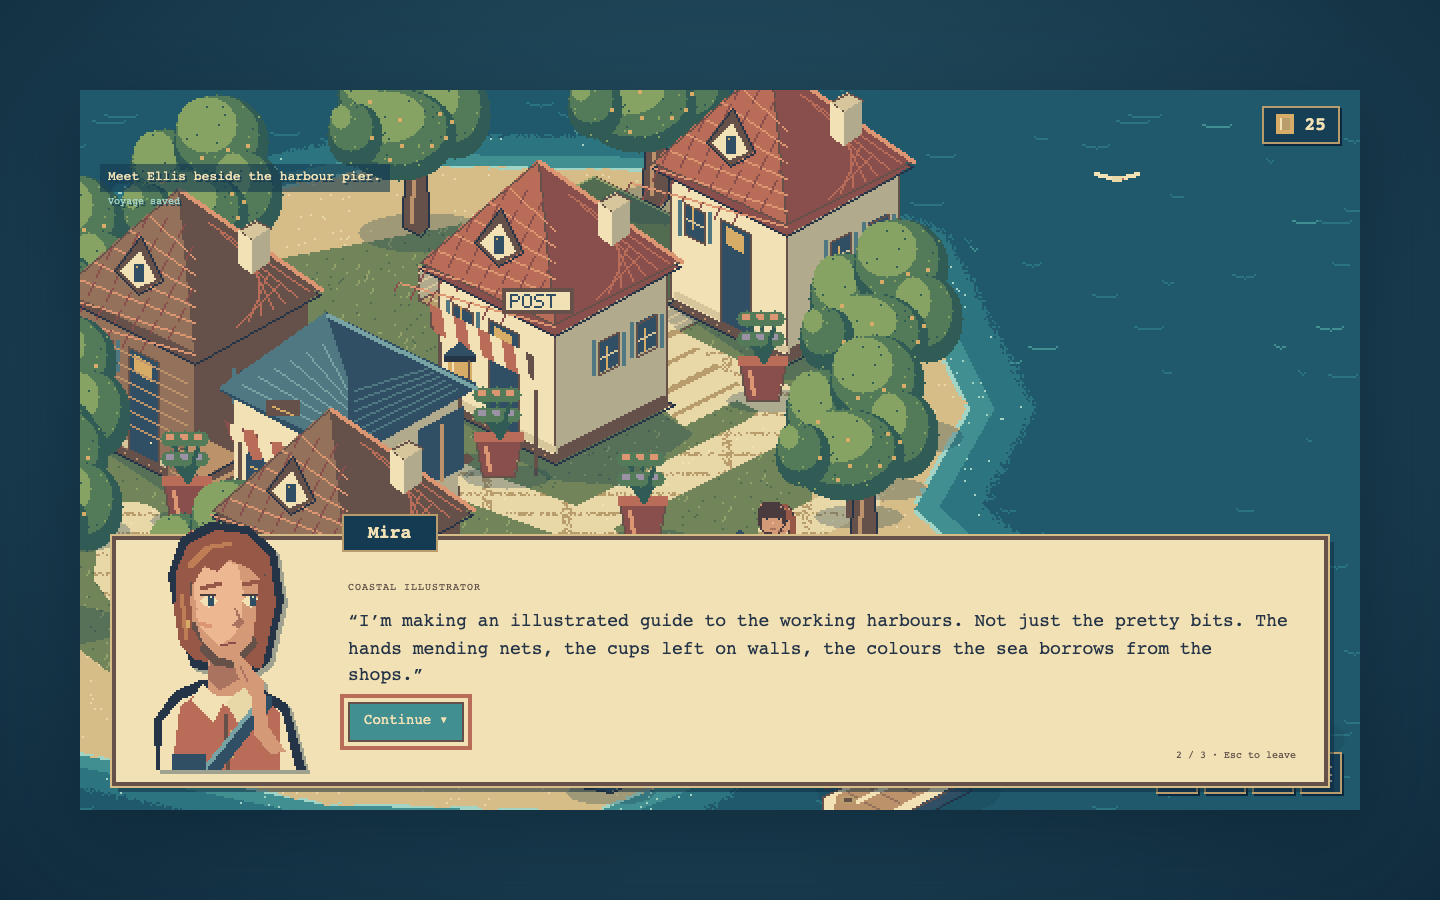 25
Meet Ellis beside the harbour pier.
Voyage saved
POST
Mira
COASTAL ILLUSTRATOR
“I’m making an illustrated guide to the working harbours. Not just the pretty bits. The
hands mending nets, the cups left on walls, the colours the sea borrows from the
shops.”
Continue ▾
2 / 3 · Esc to leave